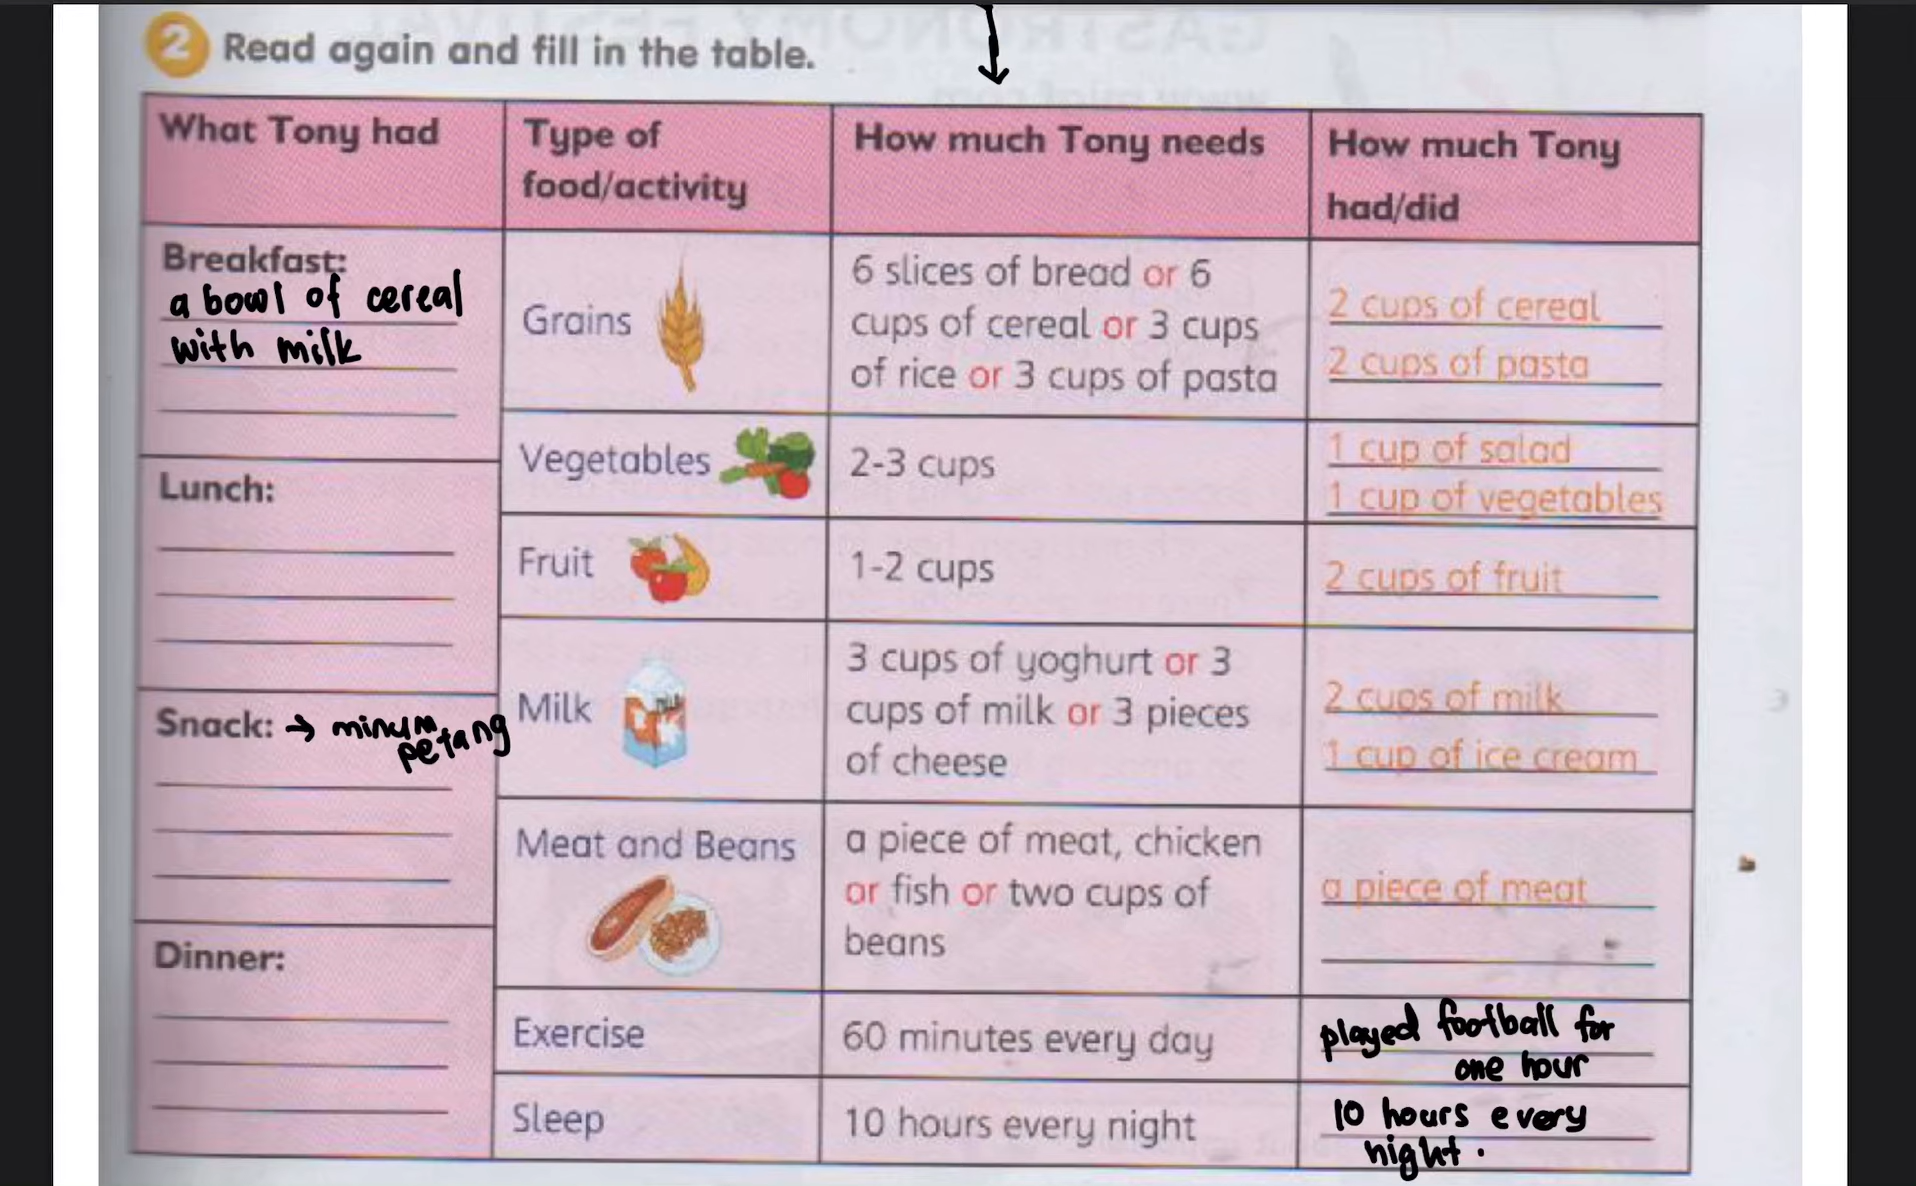 2 Read again and fill in the table.
What Tony had
Type of
food/activity
How much Tony needs
How much Tony
had/did
Breakfast:
a bowl of cereal
with milk
Lunch:
Snack: → minum
petang
Dinner:
Grains
6 slices of bread or 6
cups of cereal or 3 cups
of rice or 3 cups of pasta
2 cups of cereal
2 cups of pasta
Vegetables
2-3 cups
1 cup of salad
1 cup of vegetables
Fruit
1-2 cups
2 cups of fruit
Milk
3 cups of yoghurt or 3
cups of milk or 3 pieces
of cheese
2 cups of milk
1 cup of ice cream
Meat and Beans
a piece of meat, chicken
or fish or two cups of
beans
a piece of meat
Exercise
60 minutes every day
played football for
one hour
Sleep
10 hours every night
10 hours every
night.